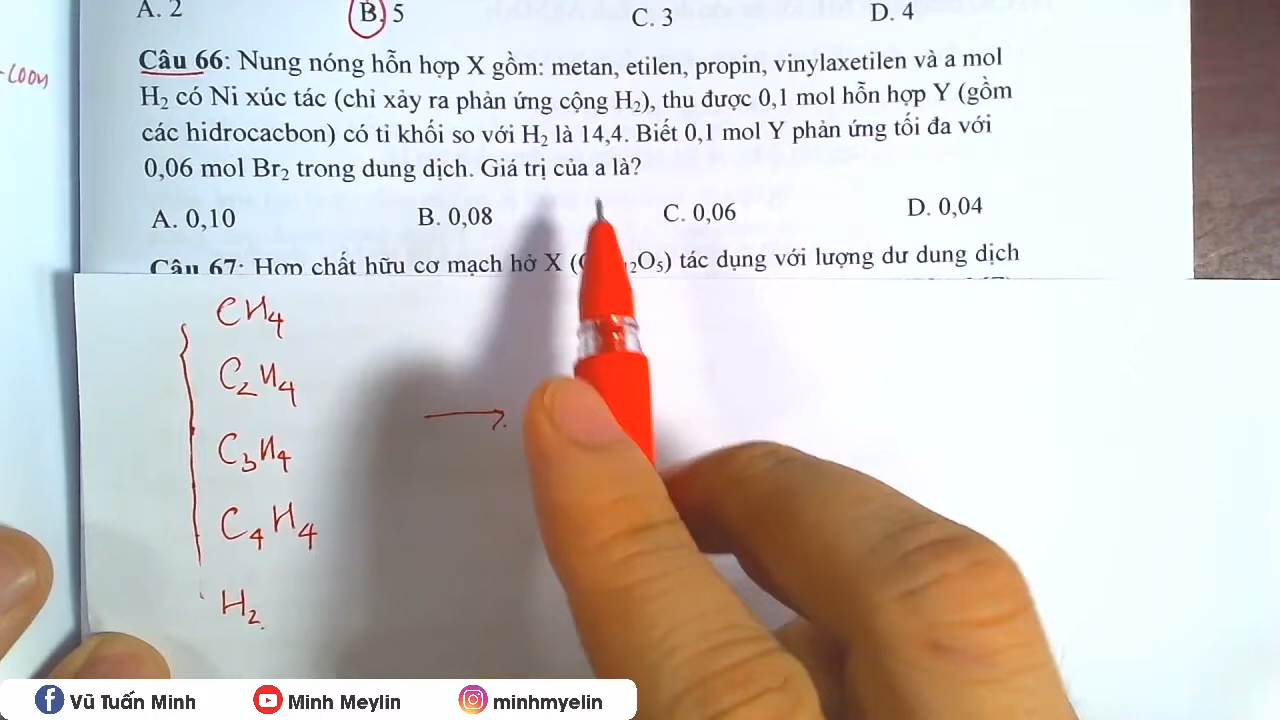 A. 2 B. 5 C. 3 D. 4
-COON
Câu 66: Nung nóng hỗn hợp X gồm: metan, etilen, propin, vinylaxetilen và a mol
H₂ có Ni xúc tác (chỉ xảy ra phản ứng cộng H₂), thu được 0,1 mol hỗn hợp Y (gồm
các hidrocacbon) có tỉ khối so với H₂ là 14,4. Biết 0,1 mol Y phản ứng tối đa với
0,06 mol Br₂ trong dung dịch. Giá trị của a là?
A. 0,10 B. 0,08 C. 0,06 D. 0,04
Câu 67: Hợp chất hữu cơ mạch hở X ( ₂O₅) tác dụng với lượng dư dung dịch
CH₄
C₂H₄
C₃H₄
C₄H₄
H₂
Vũ Tuấn Minh Minh Meylin minhmyelin